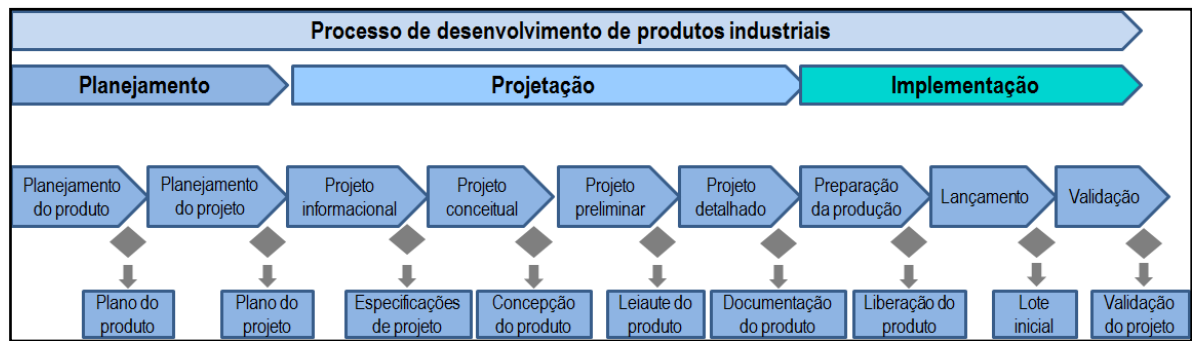 Processo de desenvolvimento de produtos industriais
Planejamento
Projetação
Implementação
Planejamento
do produto
Planejamento
do projeto
Projeto
informacional
Projeto
conceitual
Projeto
preliminar
Projeto
detalhado
Preparação
da produção
Lançamento
Validação
Plano do
produto
Plano do
projeto
Especificações
de projeto
Concepção
do produto
Leiaute do
produto
Documentação
do produto
Liberação do
produto
Lote
inicial
Validação
do projeto